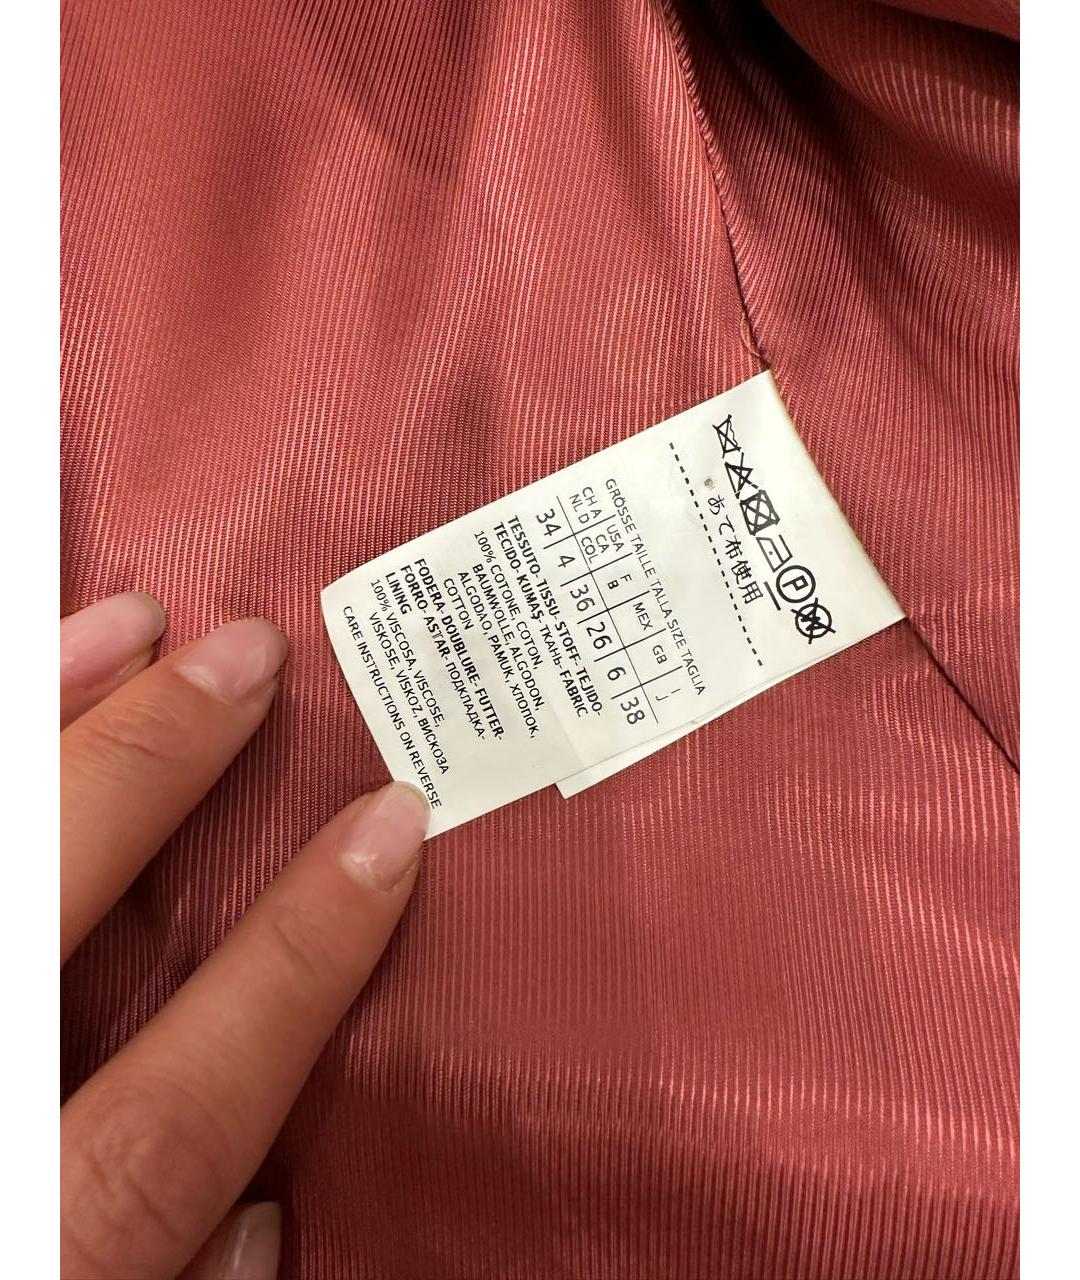 あて布使用
GRÖSSE TAILLE TALLA SIZE TAGLIA
CH A USA F MEX GB I
NL D CA B J
COL
34 4 36 26 6 38
TESSUTO- TISSU- STOFF- TEJIDO-
TECIDO- KUMAŞ- ТКАНЬ- FABRIC
100% COTONE, COTON,
BAUMWOLLE, ALGODON,
ALGODAO, PAMUK, ХЛОПОК,
COTTON
FODERA- DOUBLURE- FUTTER-
FORRO- ASTAR- ПОДКЛАДКА-
LINING
100% VISCOSA, VISCOSE,
VISKOSE, VISKOZ, ВИСКОЗА
CARE INSTRUCTIONS ON REVERSE